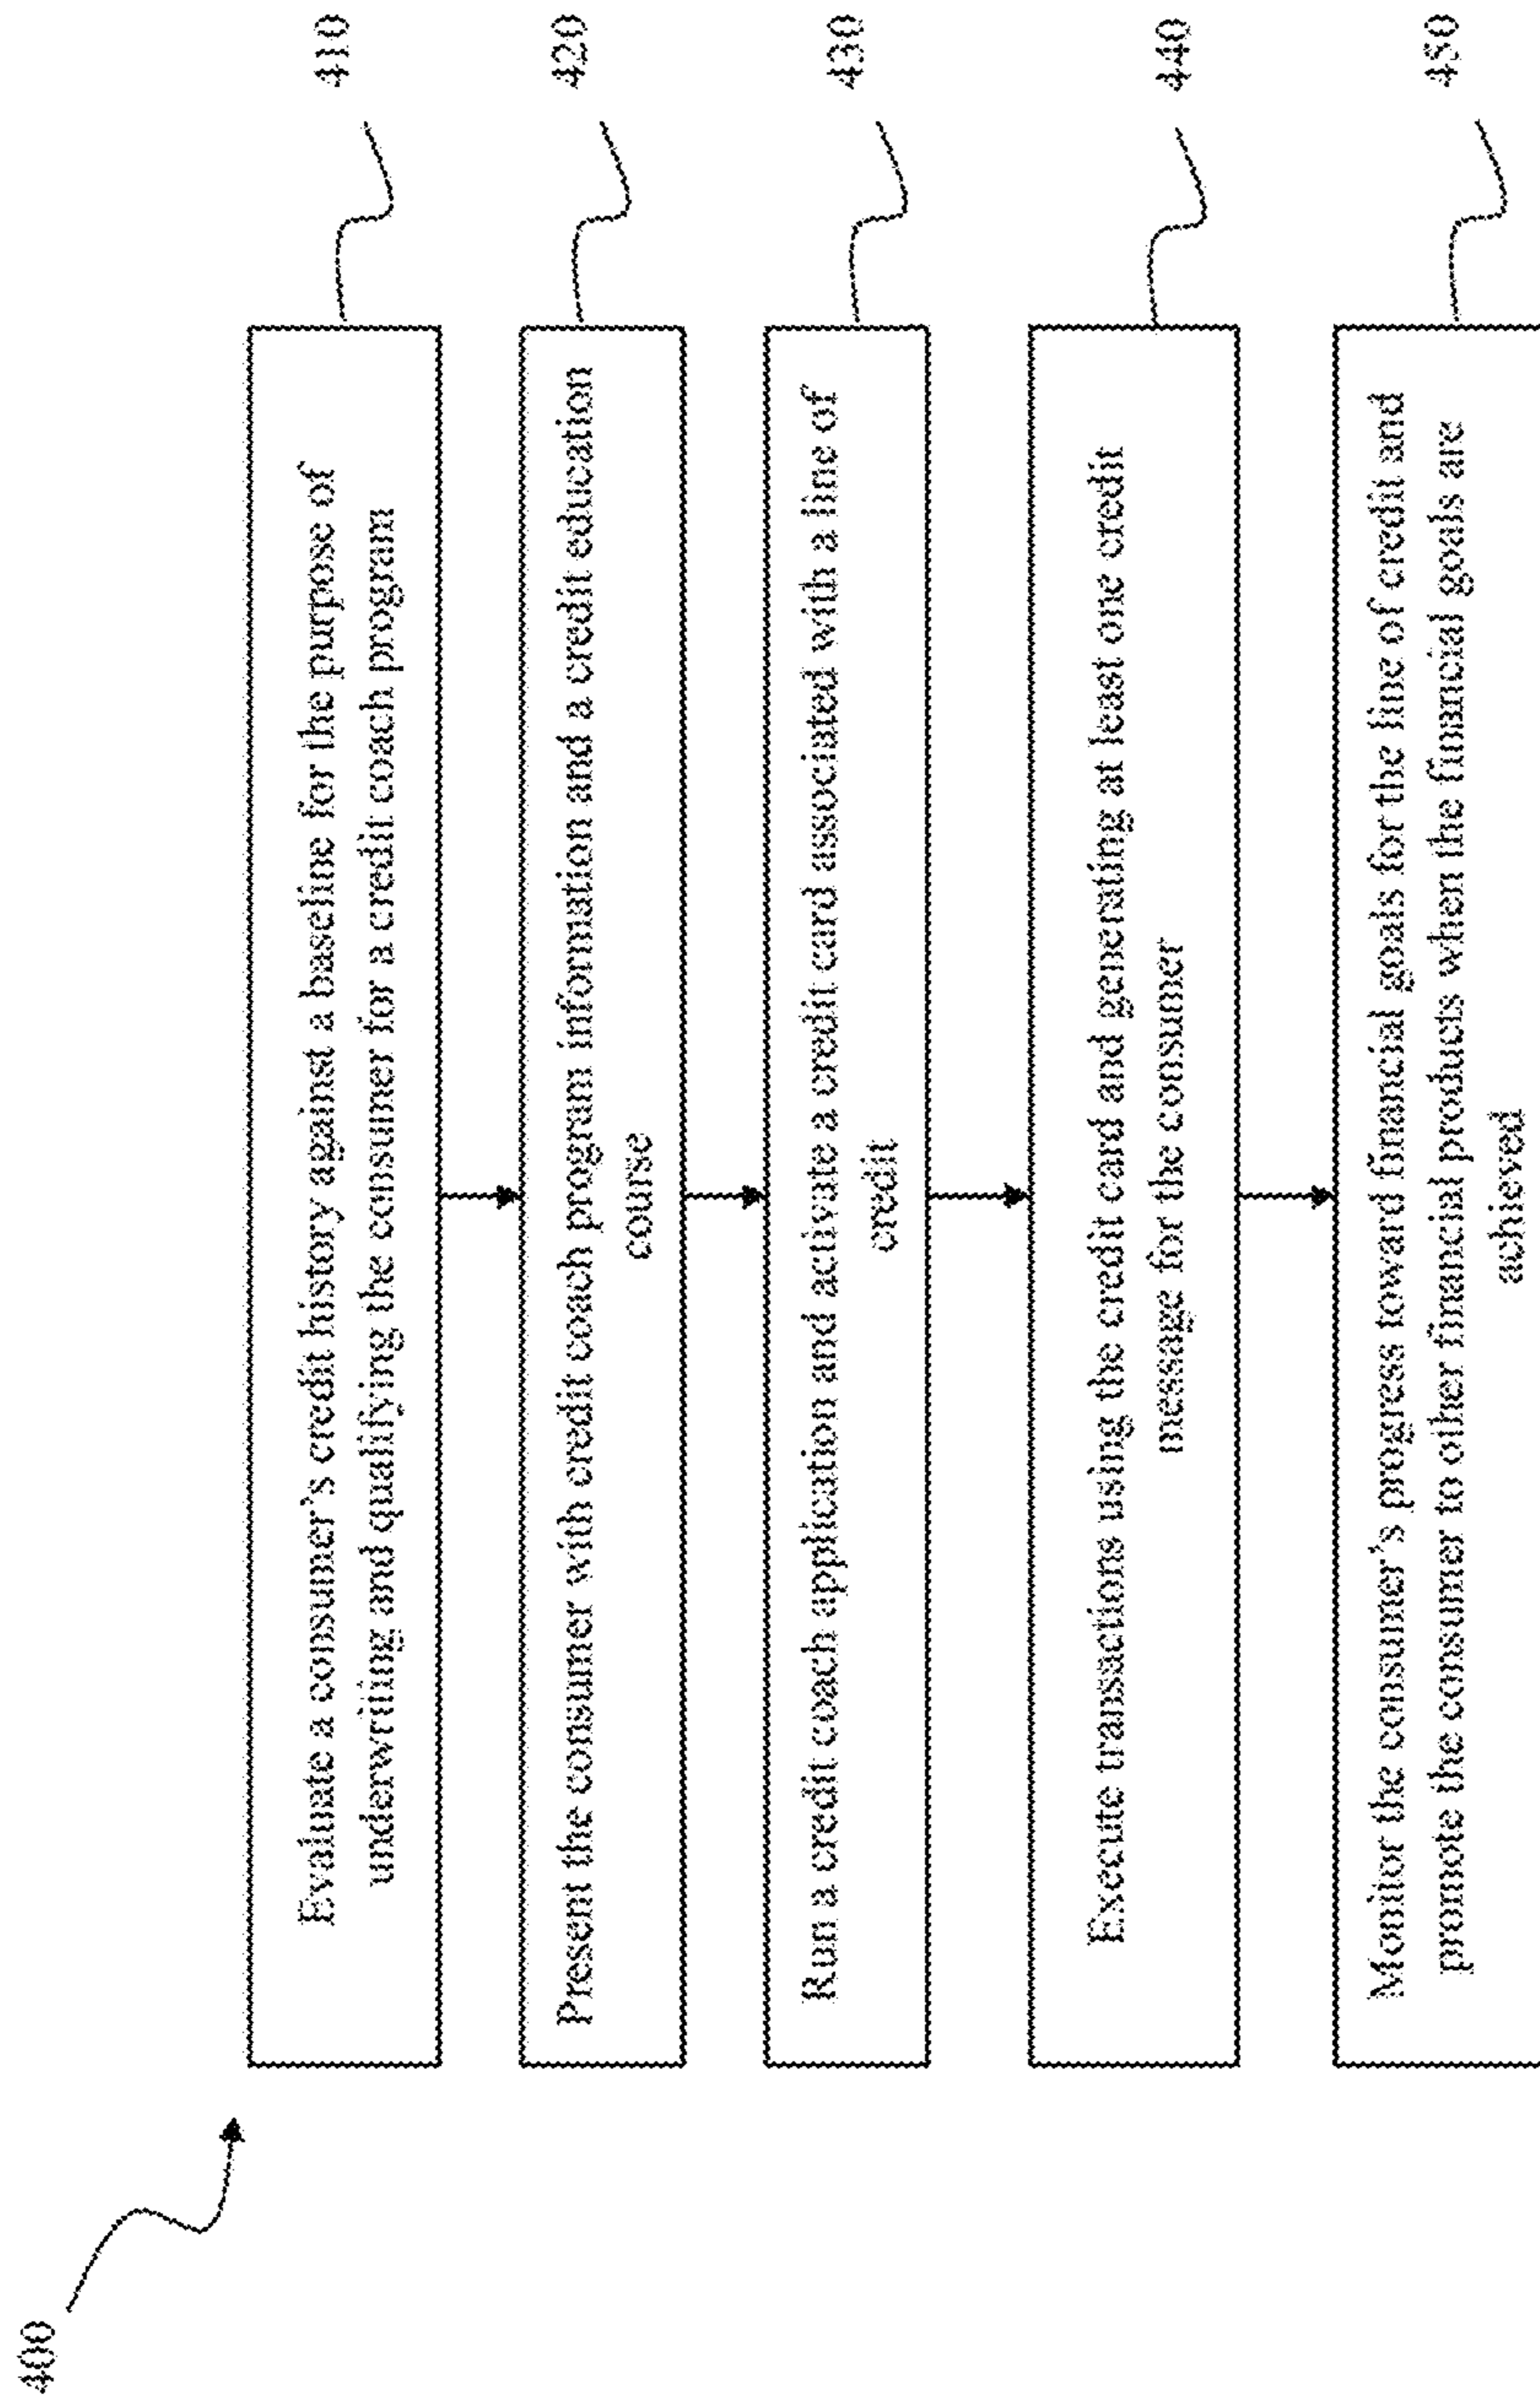 400
Evaluate a consumer's credit history against a baseline for the purpose of
underwriting and qualifying the consumer for a credit coach program
410
Present the consumer with credit coach program information and a credit education
course
420
Run a credit coach application and activate a credit card associated with a line of
credit
430
Execute transactions using the credit card and generating at least one credit
message for the consumer
440
Monitor the consumer's progress toward financial goals for the line of credit and
promote the consumer to other financial products when the financial goals are
achieved
450